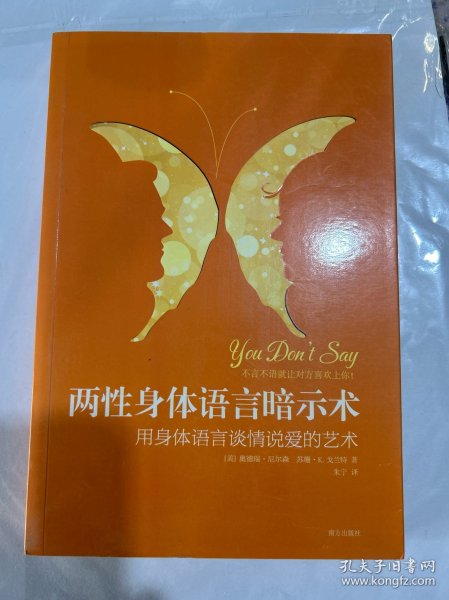 You Don't Say
不言不语就让对方喜欢上你!
两性身体语言暗示术
用身体语言谈情说爱的艺术
[美] 奥德瑞·尼尔森 苏珊·K. 戈兰特 著
朱宁 译
南方出版社
孔夫子旧书网
www.kongfz.com